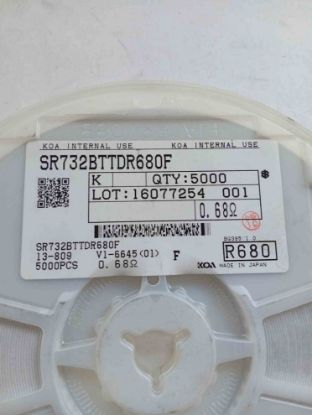 KOA INTERNAL USE KOA INTERNAL USE
SR732BTTDR680F
K QTY:5000
LOT:16077254 001
0.68Ω
SR732BTTDR680F
13-809 V1-6645(01) F
5000PCS 0.68Ω
KOA MADE IN JAPAN
R680